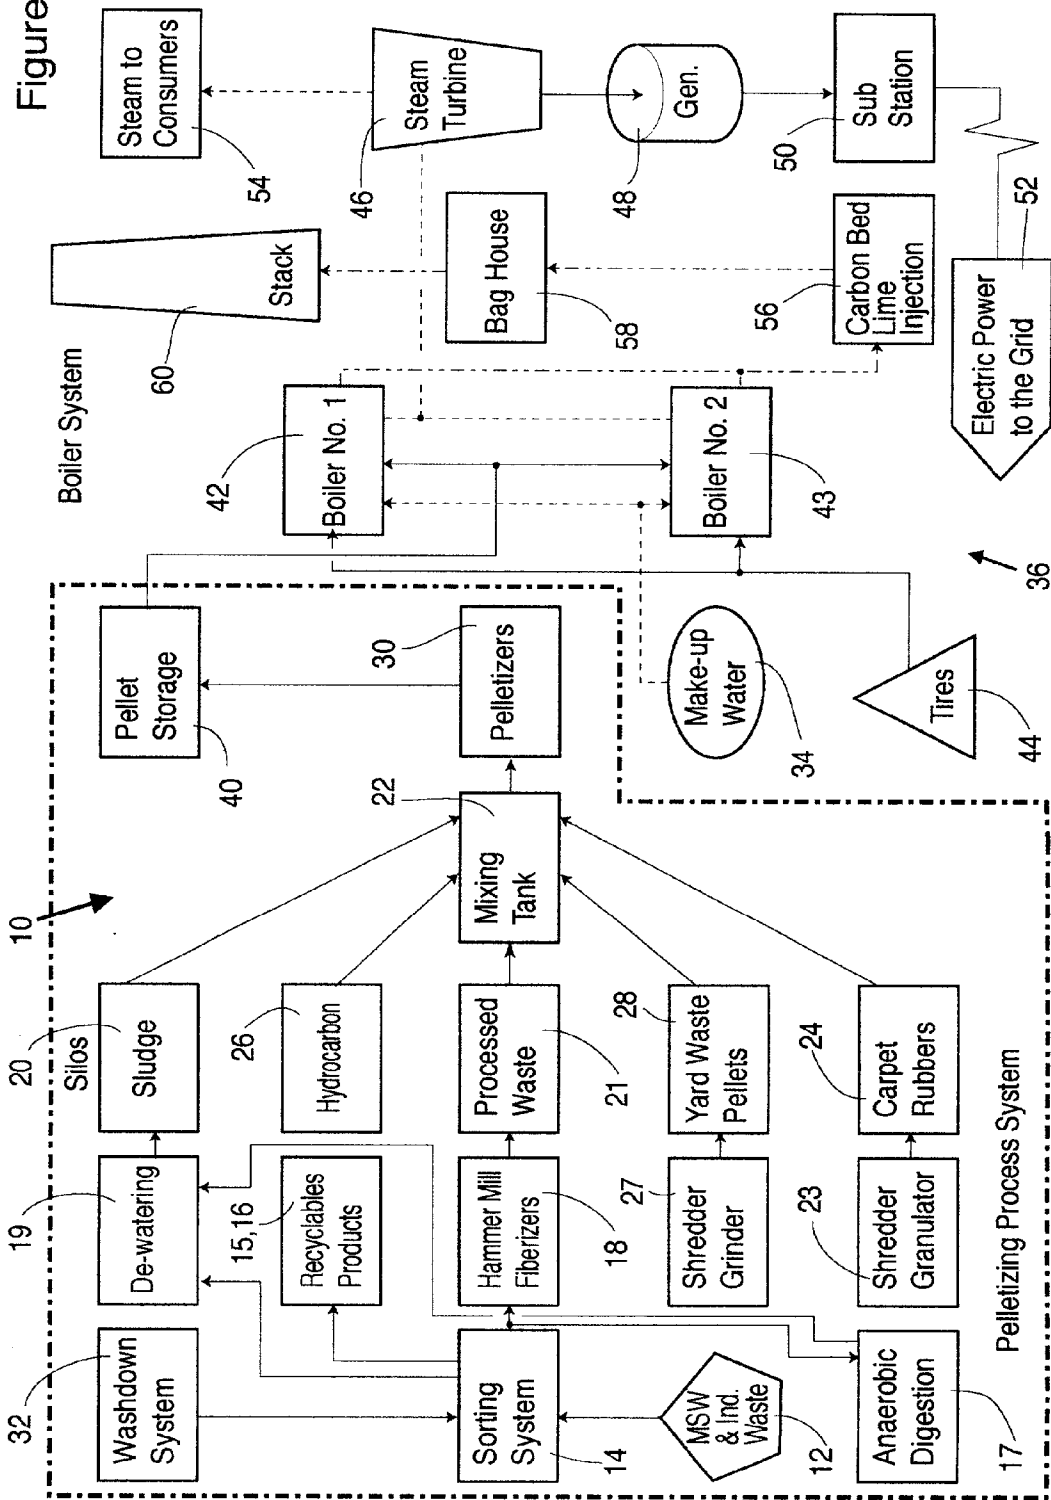 Figure
10
Pelletizing Process System
32
Washdown
System
19
De-watering
20
Silos
Sludge
15,16
Recyclables
Products
26
Hydrocarbon
Sorting
System
14
Hammer Mill
Fiberizers
18
Processed
Waste
21
Mixing
Tank
22
Pelletizers
30
Pellet
Storage
40
MSW
& Ind.
Waste
12
27
Shredder
Grinder
28
Yard Waste
Pellets
Anaerobic
Digestion
17
23
Shredder
Granulator
24
Carpet
Rubbers
Make-up
Water
34
Tires
44
36
Boiler System
42
Boiler No. 1
Boiler No. 2
43
60
Stack
Bag House
58
56
Carbon Bed
Lime
Injection
Steam to
Consumers
54
46
Steam
Turbine
48
Gen.
50
Sub
Station
52
Electric Power
to the Grid